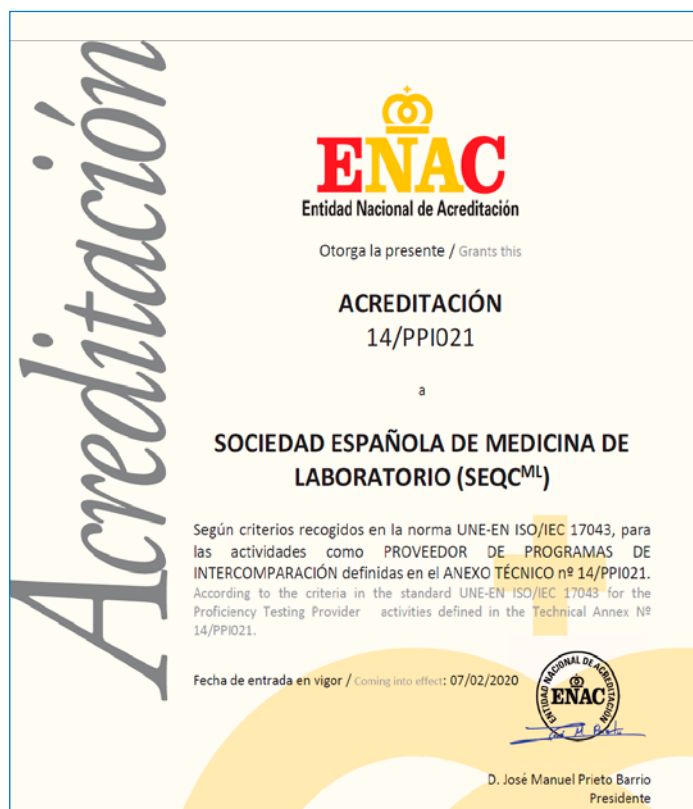 Acreditación
ENAC
Entidad Nacional de Acreditación
Otorga la presente / Grants this
ACREDITACIÓN
14/PPI021
a
SOCIEDAD ESPAÑOLA DE MEDICINA DE
LABORATORIO (SEQCML)
Según criterios recogidos en la norma UNE-EN ISO/IEC 17043, para
las actividades como PROVEEDOR DE PROGRAMAS DE
INTERCOMPARACIÓN definidas en el ANEXO TÉCNICO nº 14/PPI021.
According to the criteria in the standard UNE-EN ISO/IEC 17043 for the
Proficiency Testing Provider activities defined in the Technical Annex Nº
14/PPI021.
Fecha de entrada en vigor / Coming into effect: 07/02/2020
ENTIDAD NACIONAL DE ACREDITACIÓN
ENAC
D. José Manuel Prieto Barrio
Presidente